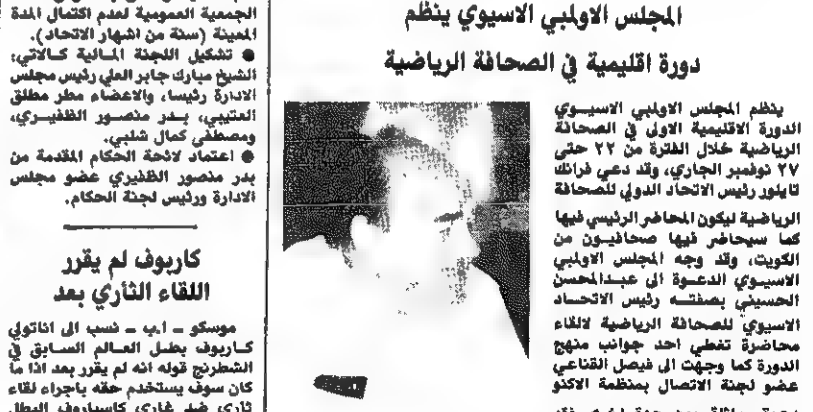 المجلس الاولمبي الاسيوي ينظم
دورة اقليمية في الصحافة الرياضية
ينظم المجلس الاولمبي الاسيوي
الدورة الاقليمية الاولى في الصحافة
الرياضية خلال الفترة من ٢٢ حتى
٢٧ نوفمبر الجاري، وقد دعي فرانك
تايلور رئيس الاتحاد الدولي للصحافة
الرياضية ليكون المحاضر الرئيسي فيها
كما سيحاضر فيها صحافيون من
الكويت، وقد وجه المجلس الاولمبي
الاسيوي الدعوة الى عبدالمحسن
الحسيني بصفته رئيس الاتحاد
الاسيوي للصحافة الرياضية لالقاء
محاضرة تغطي احد جوانب منهج
الدورة كما وجهت الى فيصل القناعي
عضو لجنة الاتصال بمنظمة الاكنو
الجمعية العمومية لعدم اكتمال المدة
المعينة (سنة من اشهار الاتحاد).
● تشكيل اللجنة المالية كالاتي:
الشيخ مبارك جابر العلي رئيس مجلس
الادارة رئيسا، والاعضاء مطر مطلق
العتيبي، بدر منصور الظفيري،
ومصطفى كمال شلبي.
● اعتماد لائحة الحكام المقدمة من
بدر منصور الظفيري عضو مجلس
الادارة ورئيس لجنة الحكام.
كاربوف لم يقرر
اللقاء الثأري بعد
موسكو - ا.ب - نسب الى اناتولي
كاربوف بطل العالم السابق في
الشطرنج قوله انه لم يقرر بعد اذا ما
كان سوف يستخدم حقه باجراء لقاء
ثأري ضد غاري كاسباروف البطل